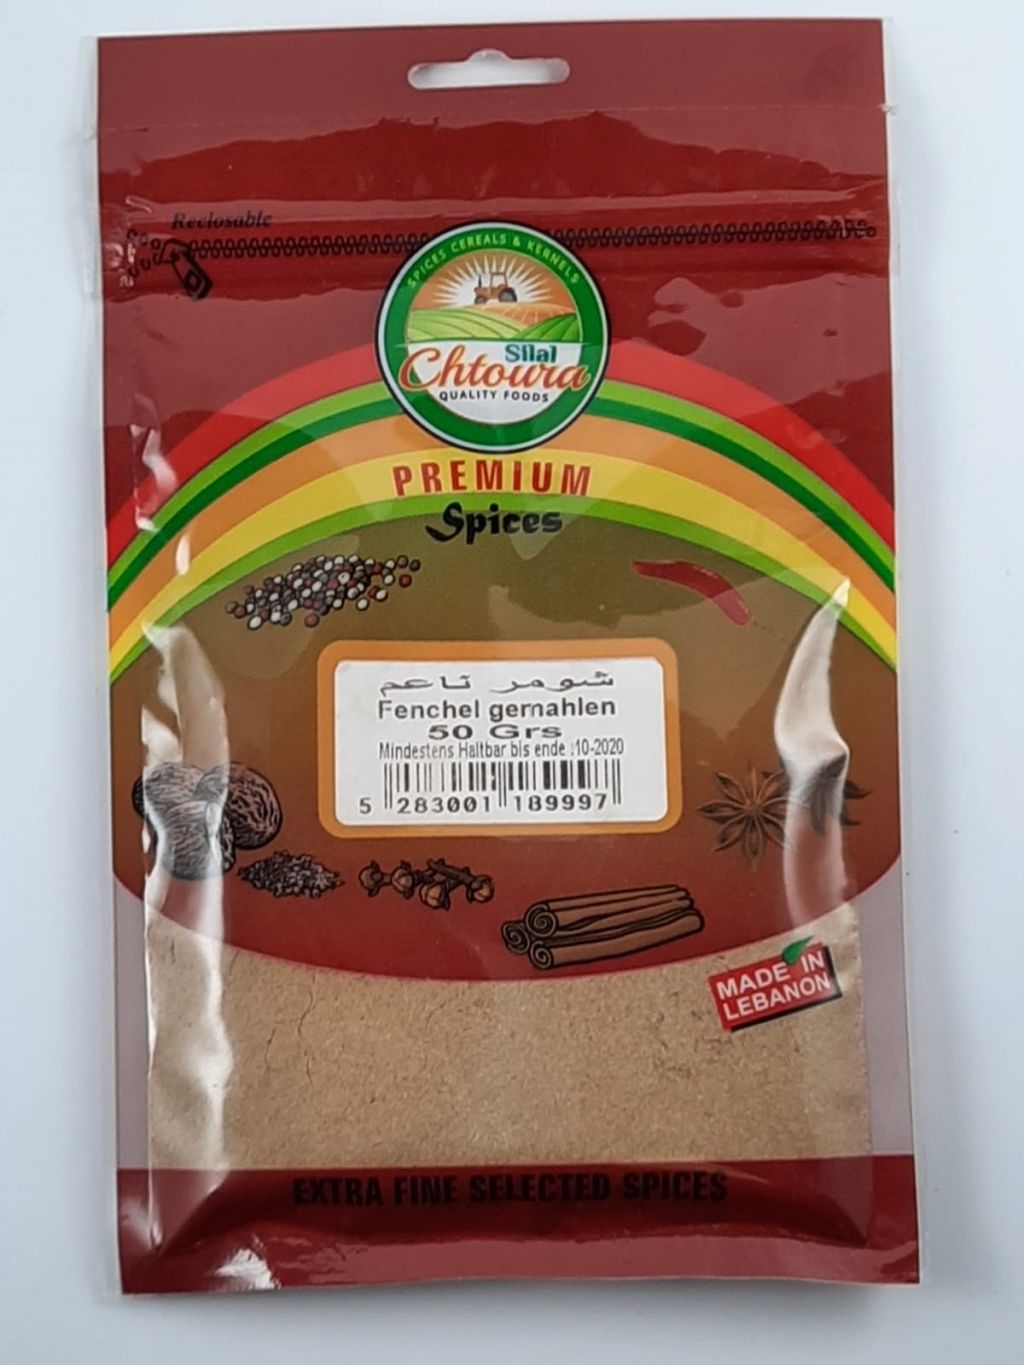 Reclosable
SPICES CEREALS & KERNELS
Silal
Chtoura
QUALITY FOODS
PREMIUM
Spices
شومر ناعم
Fenchel gemahlen
50 Grs
Mindestens Haltbar bis ende :10-2020
5 283001 189997
MADE IN
LEBANON
EXTRA FINE SELECTED SPICES